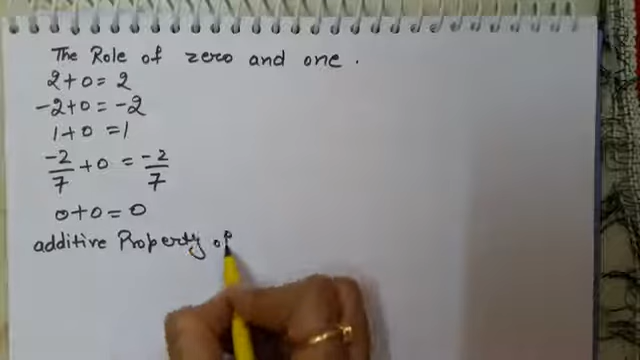 The Role of zero and one.
2+0=2
-2+0=-2
1+0=1
-2/7+0=-2/7
0+0=0
additive Property of